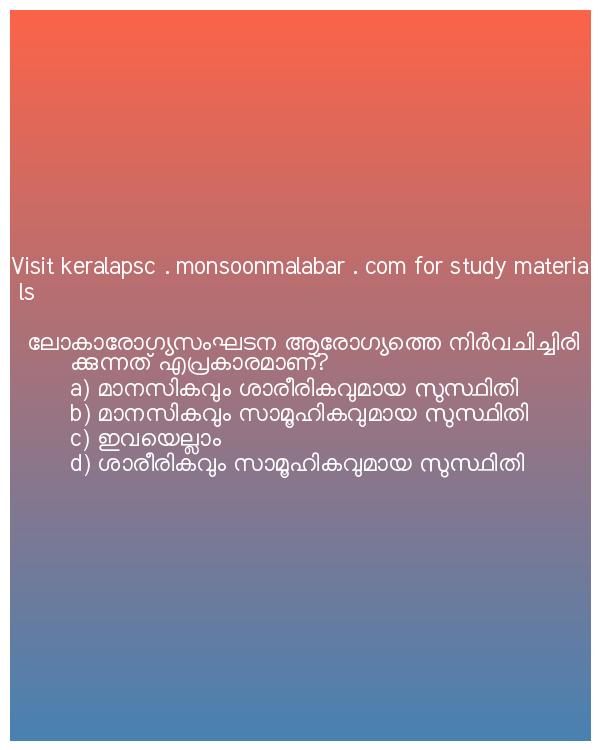 Visit keralapsc . monsoonmalabar . com for study materia
ls
ലോകാരോഗ്യസംഘടന ആരോഗ്യത്തെ നിർവചിച്ചിരി
ക്കുന്നത് എപ്രകാരമാണ്?
a) മാനസികവും ശാരീരികവുമായ സുസ്ഥിതി
b) മാനസികവും സാമൂഹികവുമായ സുസ്ഥിതി
c) ഇവയെല്ലാം
d) ശാരീരികവും സാമൂഹികവുമായ സുസ്ഥിതി